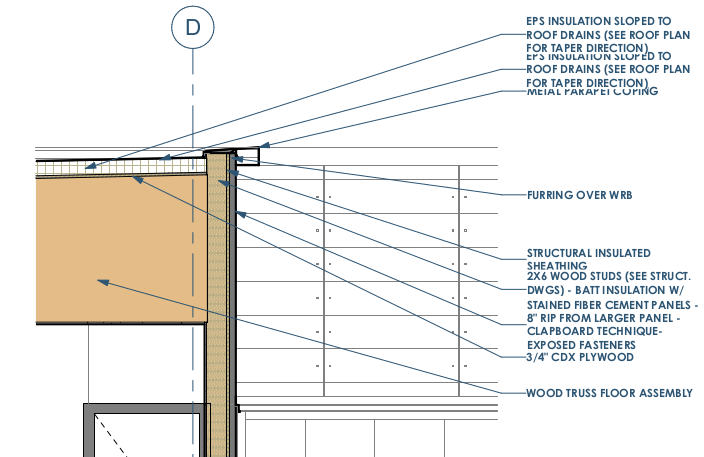 D
EPS INSULATION SLOPED TO
ROOF DRAINS (SEE ROOF PLAN
FOR TAPER DIRECTION)
EPS INSULATION SLOPED TO
ROOF DRAINS (SEE ROOF PLAN
FOR TAPER DIRECTION)
METAL PARAPET COPING
FURRING OVER WRB
STRUCTURAL INSULATED
SHEATHING
2X6 WOOD STUDS (SEE STRUCT.
DWGS) - BATT INSULATION W/
STAINED FIBER CEMENT PANELS -
8" RIP FROM LARGER PANEL -
CLAPBOARD TECHNIQUE-
EXPOSED FASTENERS
3/4" CDX PLYWOOD
WOOD TRUSS FLOOR ASSEMBLY